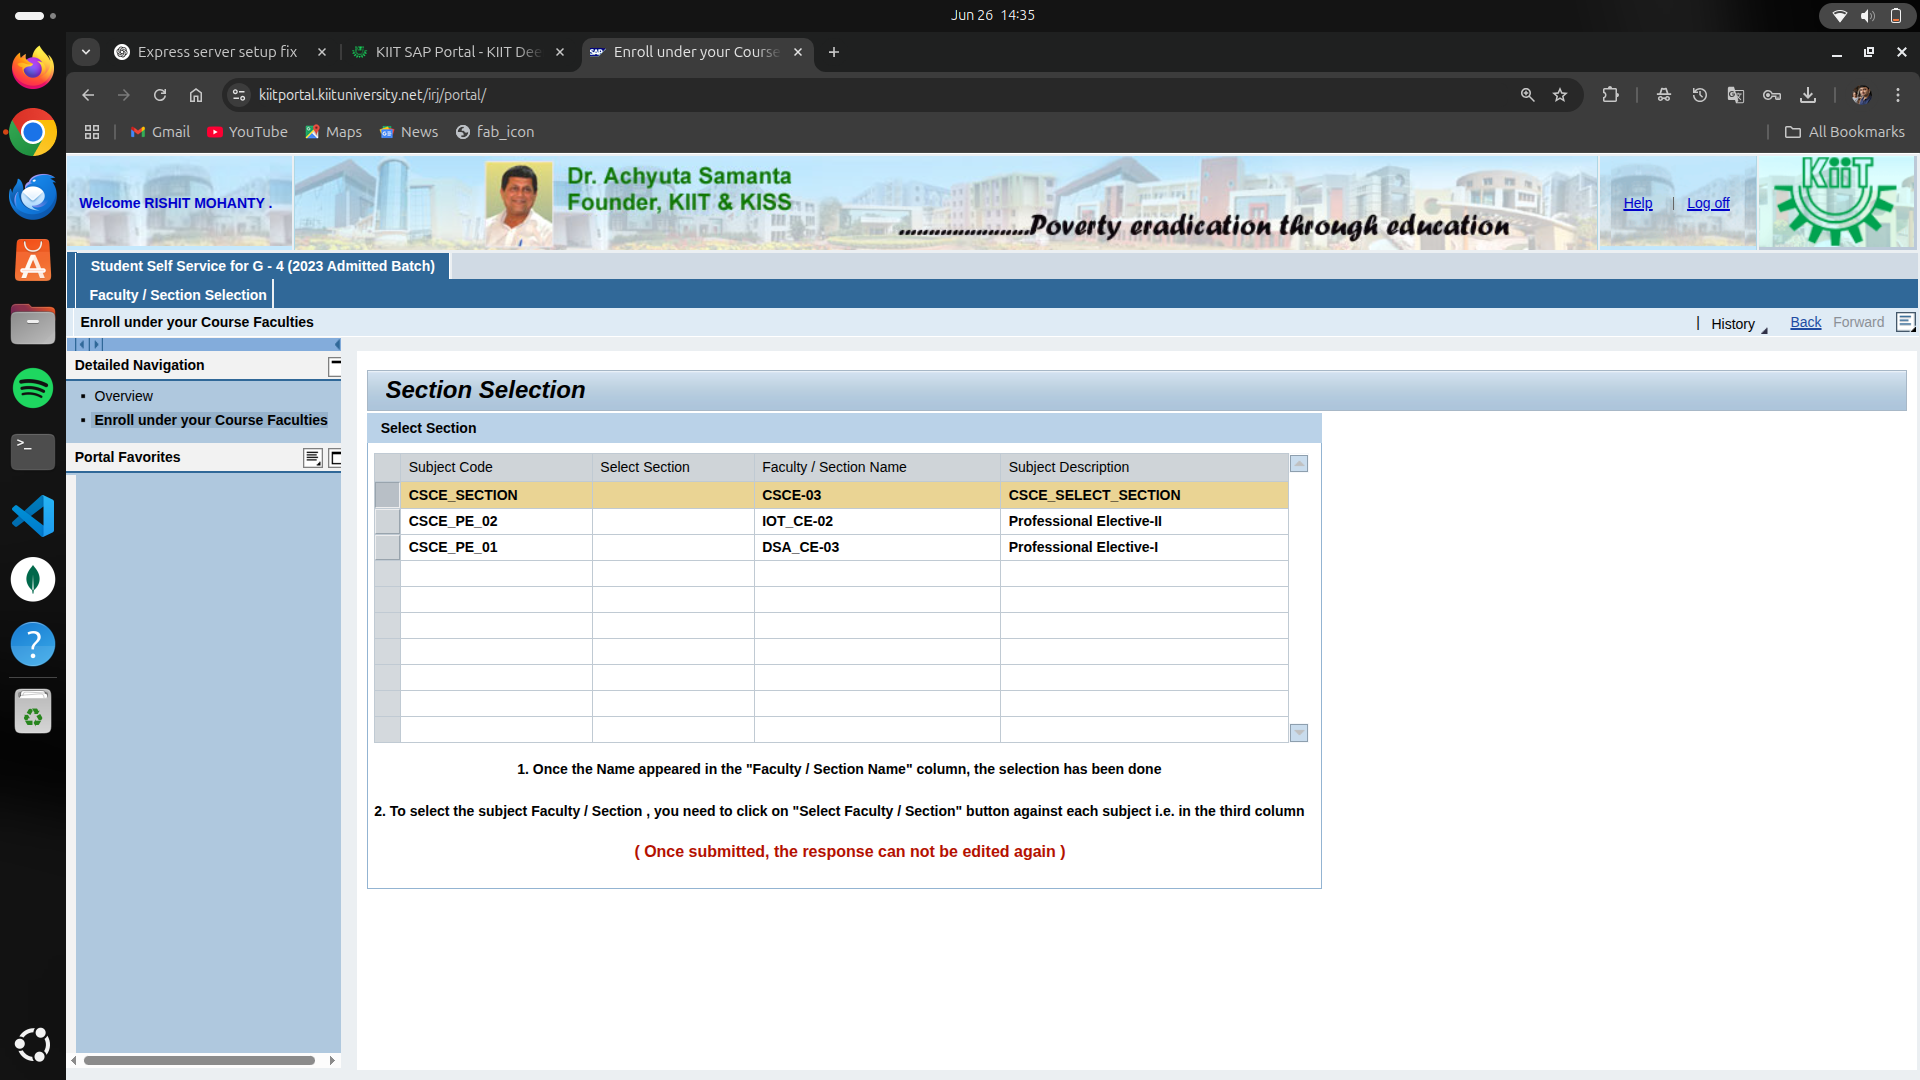 Jun 26 14:35
Express server setup fix
KIIT SAP Portal - KIIT Dee
Enroll under your Course
kiitportal.kiituniversity.net/irj/portal/
Gmail
YouTube
Maps
News
fab_icon
All Bookmarks
Welcome RISHIT MOHANTY .
Dr. Achyuta Samanta
Founder, KIIT & KISS
.....................Poverty eradication through education
Help
Log off
KiiT
Student Self Service for G - 4 (2023 Admitted Batch)
Faculty / Section Selection
Enroll under your Course Faculties
History
Back
Forward
Detailed Navigation
Overview
Enroll under your Course Faculties
Portal Favorites
Section Selection
Select Section
Subject Code Select Section Faculty / Section Name Subject Description
CSCE_SECTION CSCE-03 CSCE_SELECT_SECTION
CSCE_PE_02 IOT_CE-02 Professional Elective-II
CSCE_PE_01 DSA_CE-03 Professional Elective-I
1. Once the Name appeared in the "Faculty / Section Name" column, the selection has been done
2. To select the subject Faculty / Section , you need to click on "Select Faculty / Section" button against each subject i.e. in the third column
( Once submitted, the response can not be edited again )